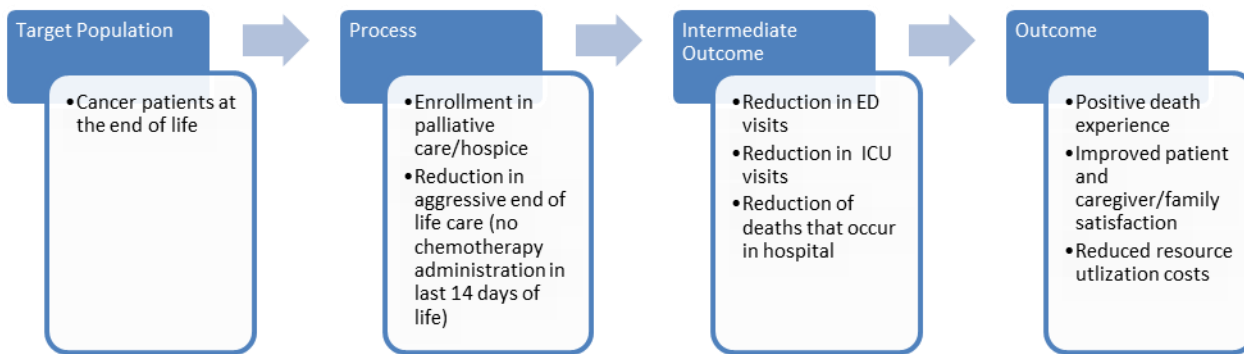 Target Population
•Cancer patients at
the end of life
Process
•Enrollment in
palliative
care/hospice
•Reduction in
aggressive end of
life care (no
chemotherapy
administration in
last 14 days of
life)
Intermediate
Outcome
•Reduction in ED
visits
•Reduction in ICU
visits
•Reduction of
deaths that occur
in hospital
Outcome
•Positive death
experience
•Improved patient
and
caregiver/family
satisfaction
•Reduced resource
utlization costs